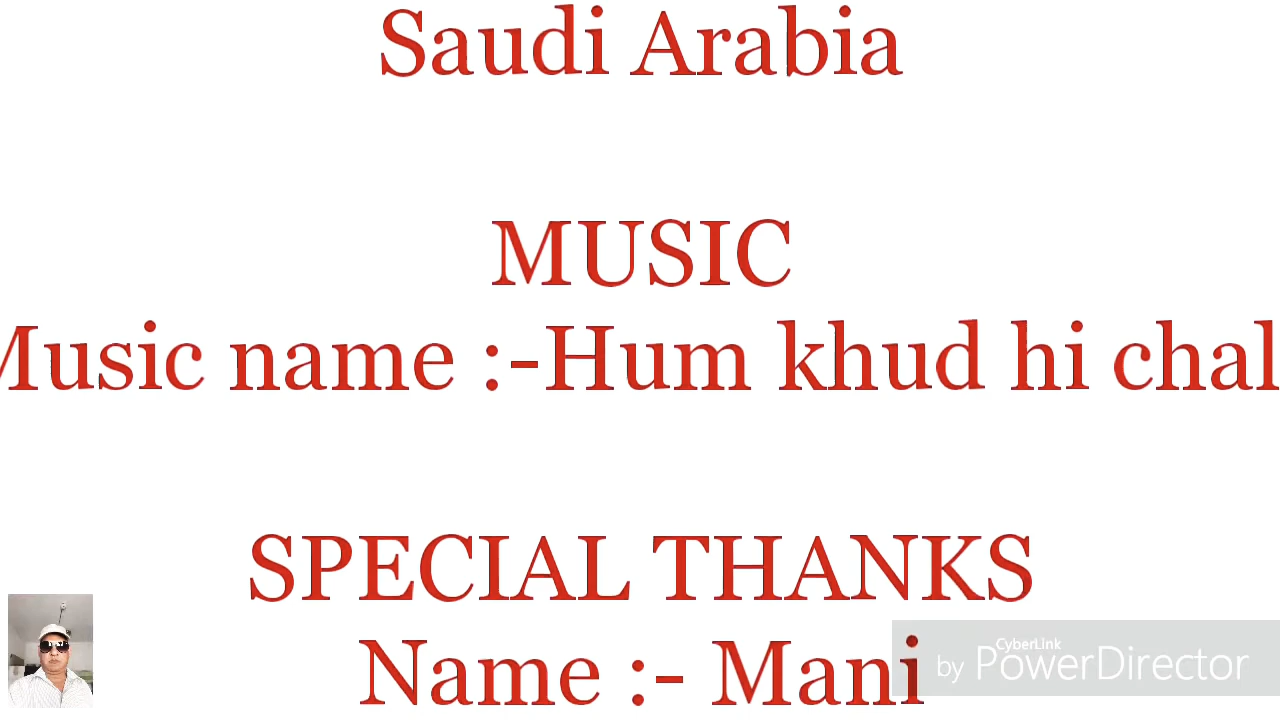 Saudi Arabia
MUSIC
Music name :-Hum khud hi chal
SPECIAL THANKS
Name :- Mani
CyberLink
by PowerDirector